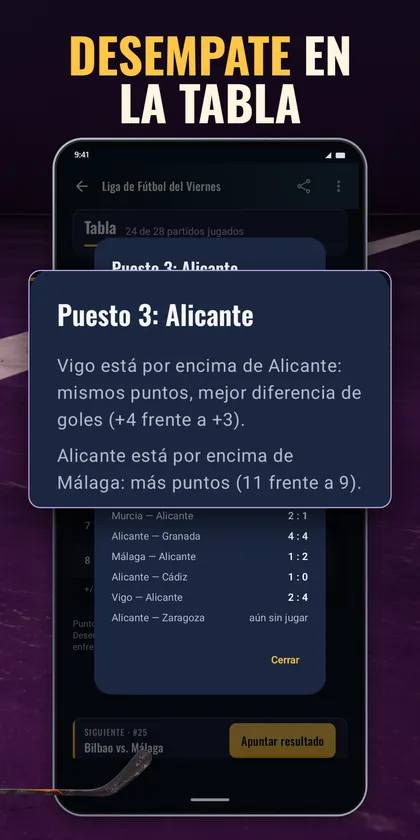 DESEMPATE EN
LA TABLA
9:41
Liga de Fútbol del Viernes
Tabla 24 de 28 partidos jugados
Puesto 3: Alicante
Puesto 3: Alicante
Vigo está por encima de Alicante:
mismos puntos, mejor diferencia de
goles (+4 frente a +3).
Alicante está por encima de
Málaga: más puntos (11 frente a 9).
7
Murcia — Alicante 2 : 1
Alicante — Granada 4 : 4
8
Málaga — Alicante 1 : 2
Alicante — Cádiz 1 : 0
+/
Vigo — Alicante 2 : 4
Alicante — Zaragoza aún sin jugar
Cerrar
SIGUIENTE · #25
Bilbao vs. Málaga
Apuntar resultado